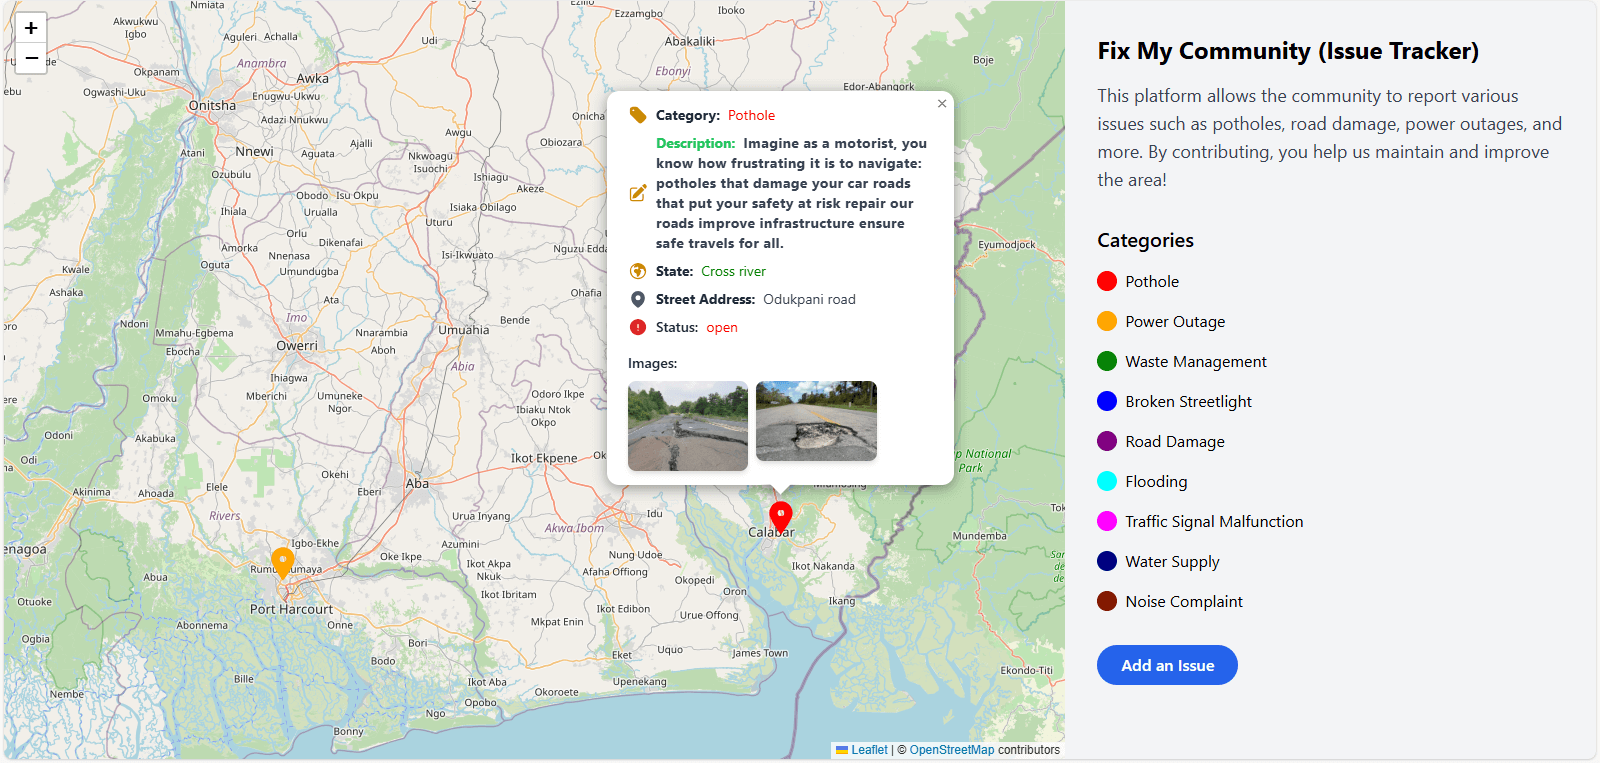 +
−
Nmiata
Ezillo
Ezzamgbo
Iboko
Akwukwu
Igbo
Aguleri
Achalla
Udi
Abakaliki
Anambra
Ebonyi
Boje
Okpanam
Awka
Ogwashi-Uku
Enugwu-Ukwu
Edor-Abangork
Onitsha
Adazi Nnukwu
Awgu
Obiozara
Atani
Nnewi
Aguata
Ajalli
Nkwoagu
Isuochi
Ishiagu
Ozubulu
Akeze
Obodo
Isu Okpu
Ihiala
Urualla
Isiaka Obilago
Uturu
Orlu
Dikenafai
Amorka
Nnenasa
Isi-Ikwuato
Nguzu Edda
Eyumodjock
Oguta
Umundugba
Kwale
Ashaka
Ata
Ohafia
Ndoni
Imo
Bende
Mmahu-Egbema
Nnarambia
Umuahia
Owerri
Ebocha
Aboh
Abia
Ihiagwa
Mberichi
Umuneke
Ngor
Omoku
Odoro Ikpe
Ibiaku Ntok
Okpo
Akabuka
Odoni
Odi
Okehi
Ikot Ekpene
Akinima
Ahoada
Elele
Eberi
Aba
Rivers
Urua Inyang
Idu
Akwa Ibom
Igbo-Ekhe
Azumini
Oke Ikpe
Nung Udoe
Calabar
Mundemba
Abua
Ikot Akpa
Nkuk
Afaha Offiong
Okopedi
Ikot Nakanda
Oron
Ikot Ibritam
Ikot Edibon
Urue Offong
Ikang
Otuoke
Port Harcourt
Abonnema
Onne
Mkpat Enin
Ogbia
Bori
Uquo
James Town
Bodo
Eket
Ekondo-Titi
Bille
Ikot Aba
Upenekang
Nembe
Okoroete
Opobo
Ngo
Bonny
Category: Pothole
×
Description: Imagine as a motorist, you
know how frustrating it is to navigate:
potholes that damage your car roads
that put your safety at risk repair our
roads improve infrastructure ensure
safe travels for all.
State: Cross river
Street Address: Odukpani road
Status: open
Images:
Leaflet | © OpenStreetMap contributors
Fix My Community (Issue Tracker)
This platform allows the community to report various
issues such as potholes, road damage, power outages, and
more. By contributing, you help us maintain and improve
the area!
Categories
Pothole
Power Outage
Waste Management
Broken Streetlight
Road Damage
Flooding
Traffic Signal Malfunction
Water Supply
Noise Complaint
Add an Issue